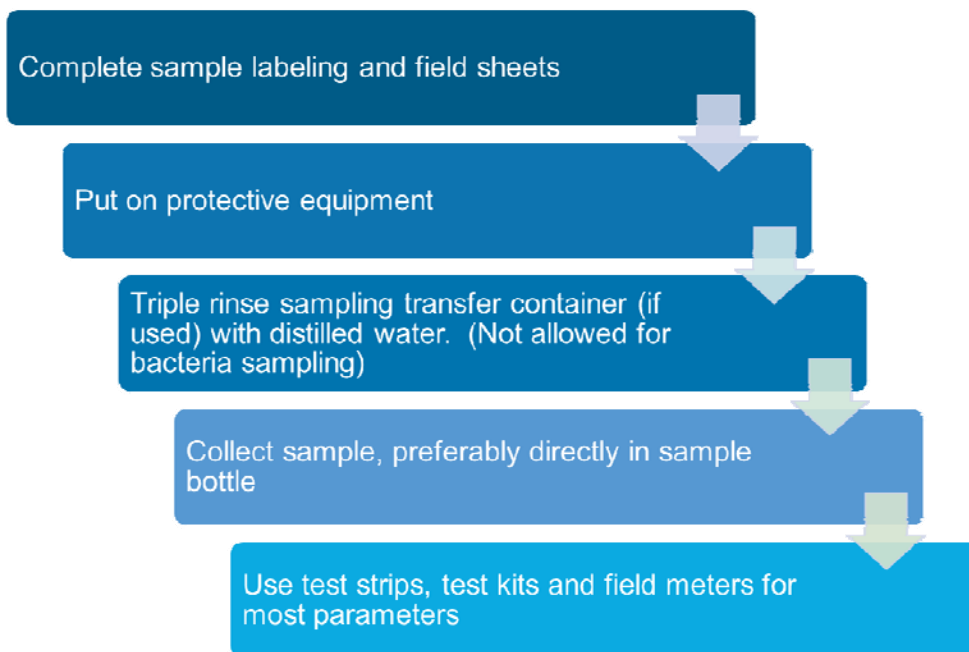 Complete sample labeling and field sheets
Put on protective equipment
Triple rinse sampling transfer container (if
used) with distilled water.  (Not allowed for
bacteria sampling)
Collect sample, preferably directly in sample
bottle
Use test strips, test kits and field meters for
most parameters